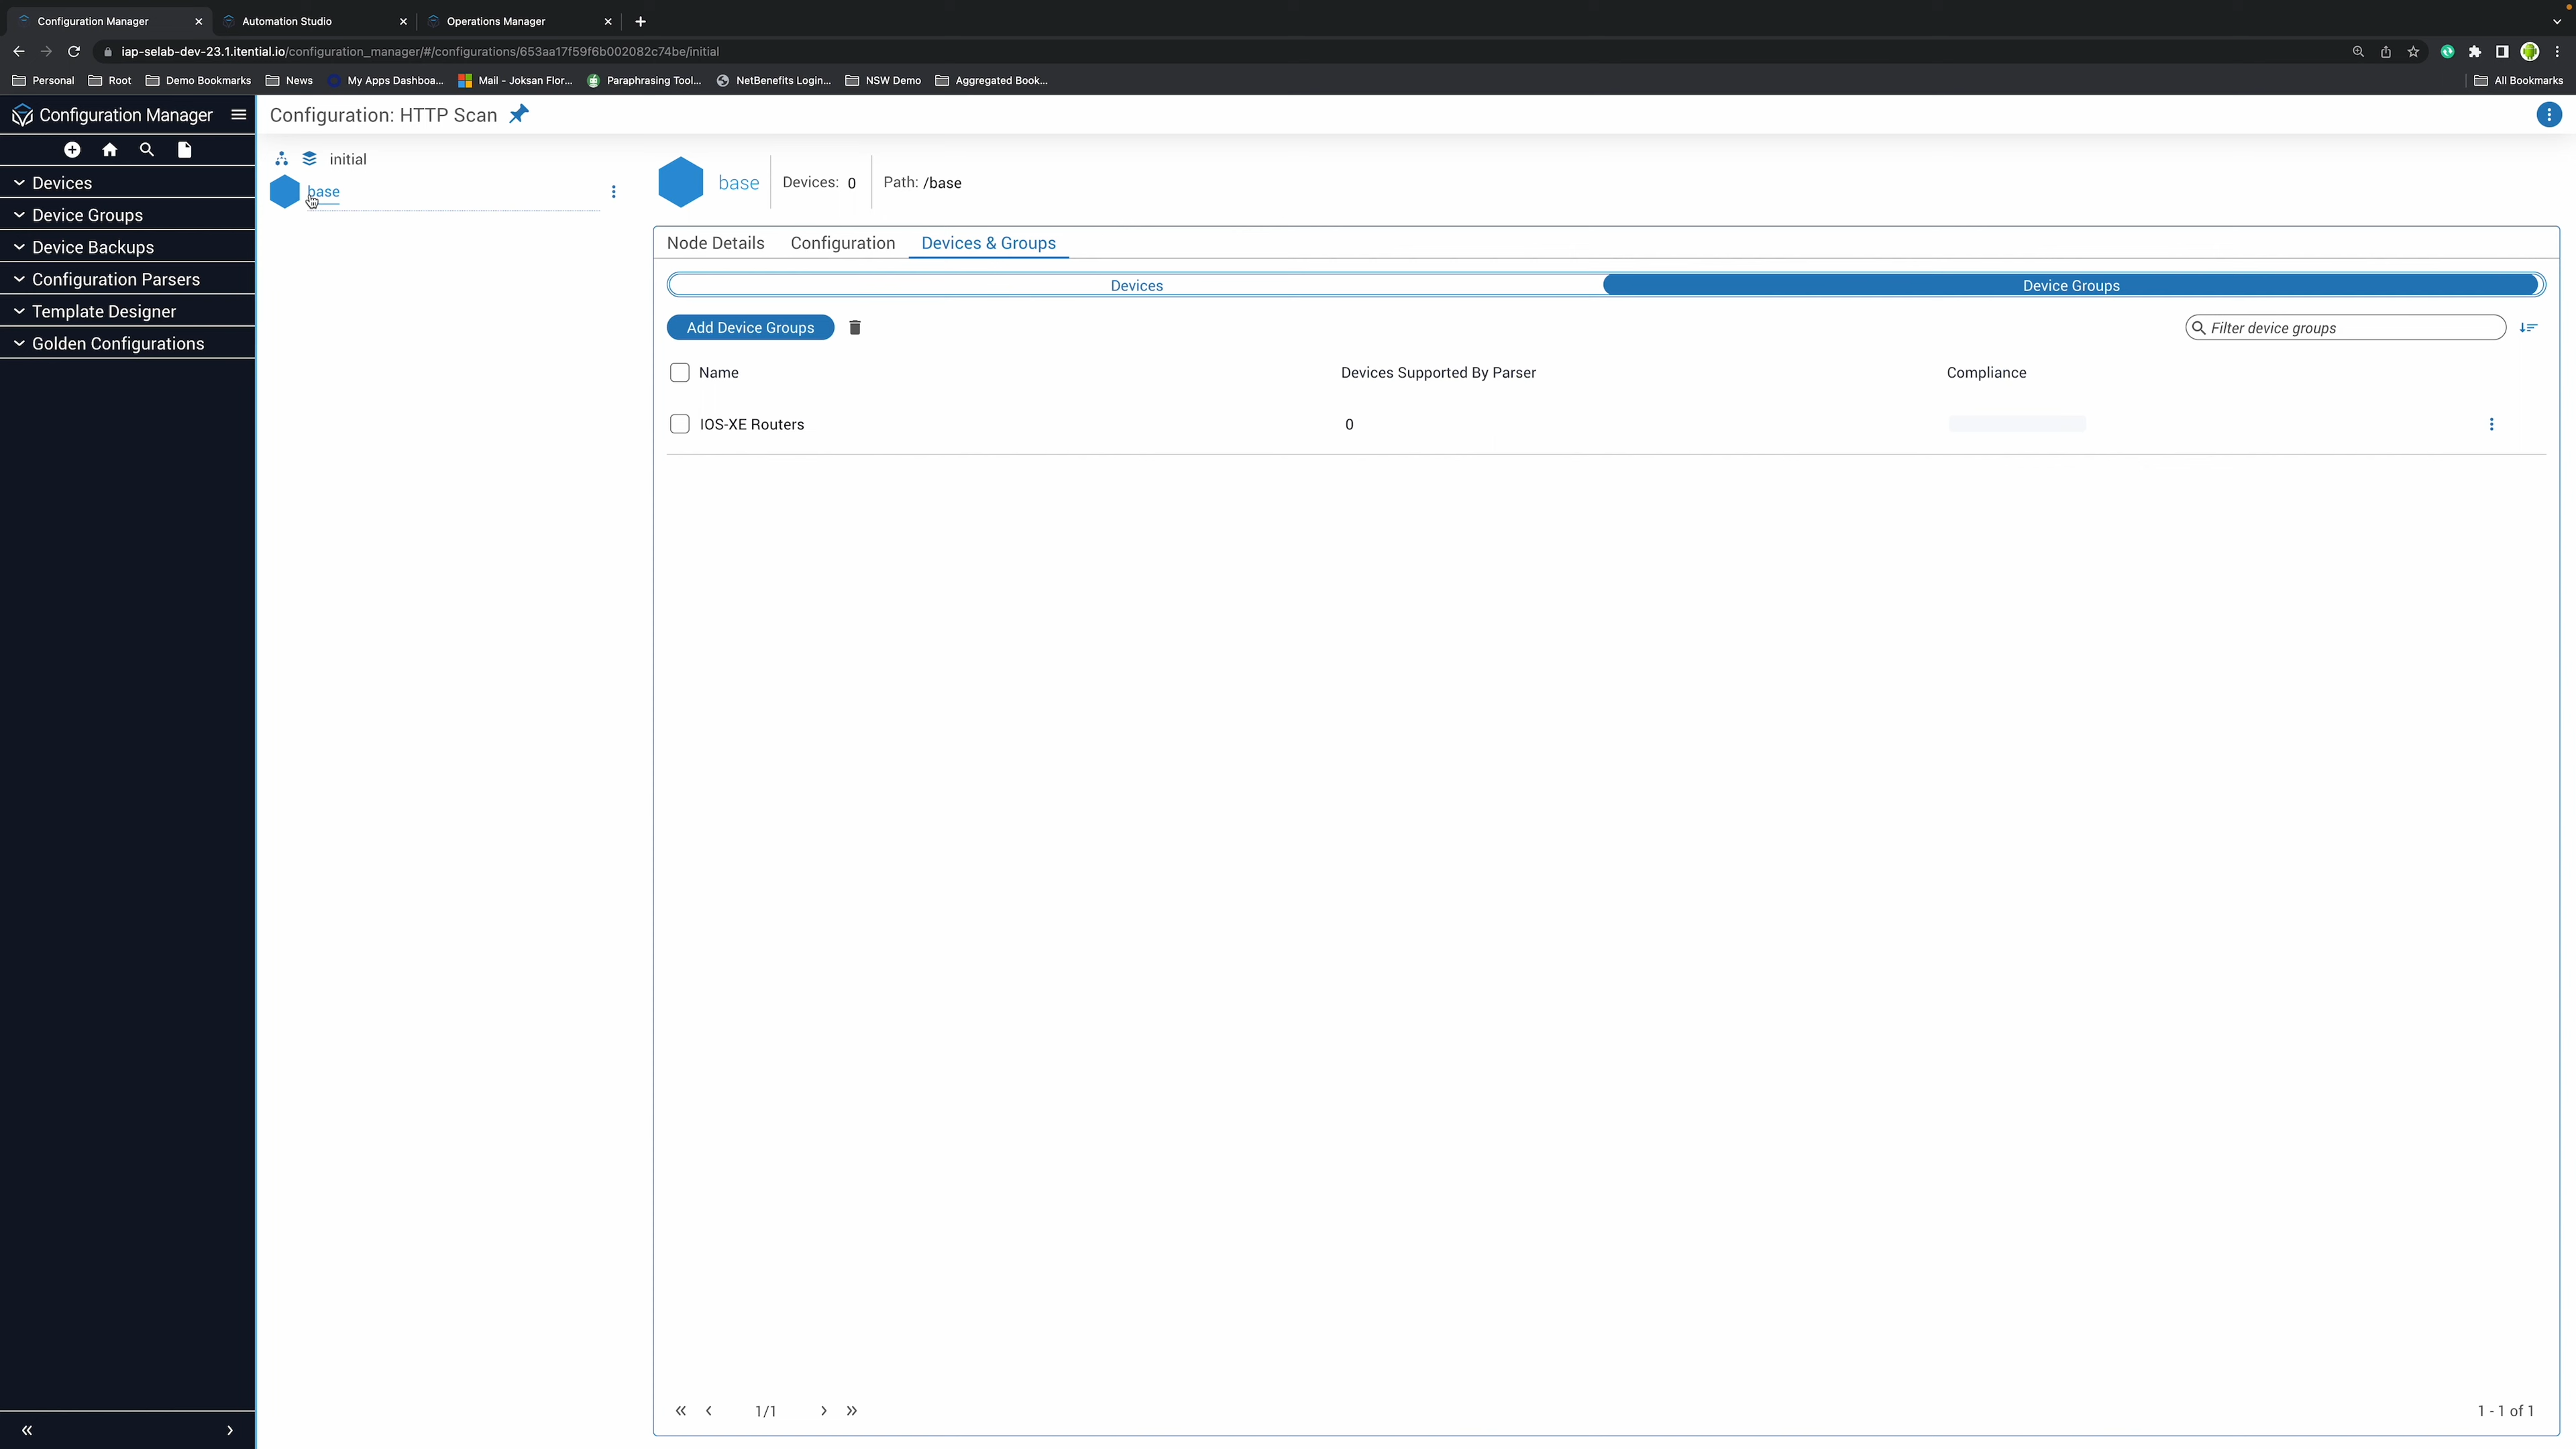 Configuration Manager
Automation Studio
Operations Manager
iap-selab-dev-23.1.itential.io/configuration_manager/#/configurations/653aa17f59f6b002082c74be/initial
Personal
Root
Demo Bookmarks
News
My Apps Dashboa...
Mail - Joksan Flor...
Paraphrasing Tool...
NetBenefits Login...
NSW Demo
Aggregated Book...
All Bookmarks
Configuration Manager
Devices
Device Groups
Device Backups
Configuration Parsers
Template Designer
Golden Configurations
Configuration: HTTP Scan
initial
base
base
Devices: 0
Path: /base
Node Details
Configuration
Devices & Groups
Devices
Device Groups
Add Device Groups
Filter device groups
Name
Devices Supported By Parser
Compliance
IOS-XE Routers
0
1/1
1 - 1 of 1